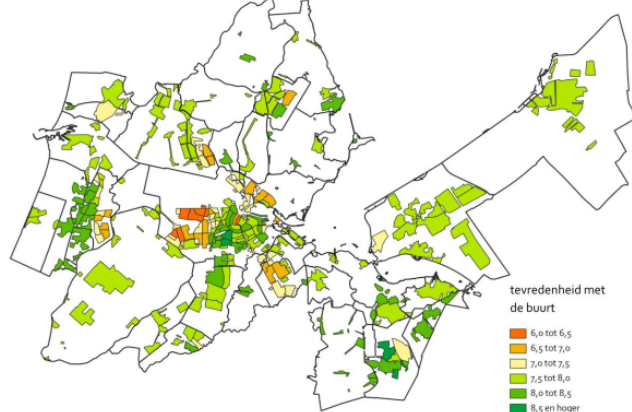 tevredenheid met
de buurt
6,0 tot 6,5
6,5 tot 7,0
7,0 tot 7,5
7,5 tot 8,0
8,0 tot 8,5
8,5 en hoger